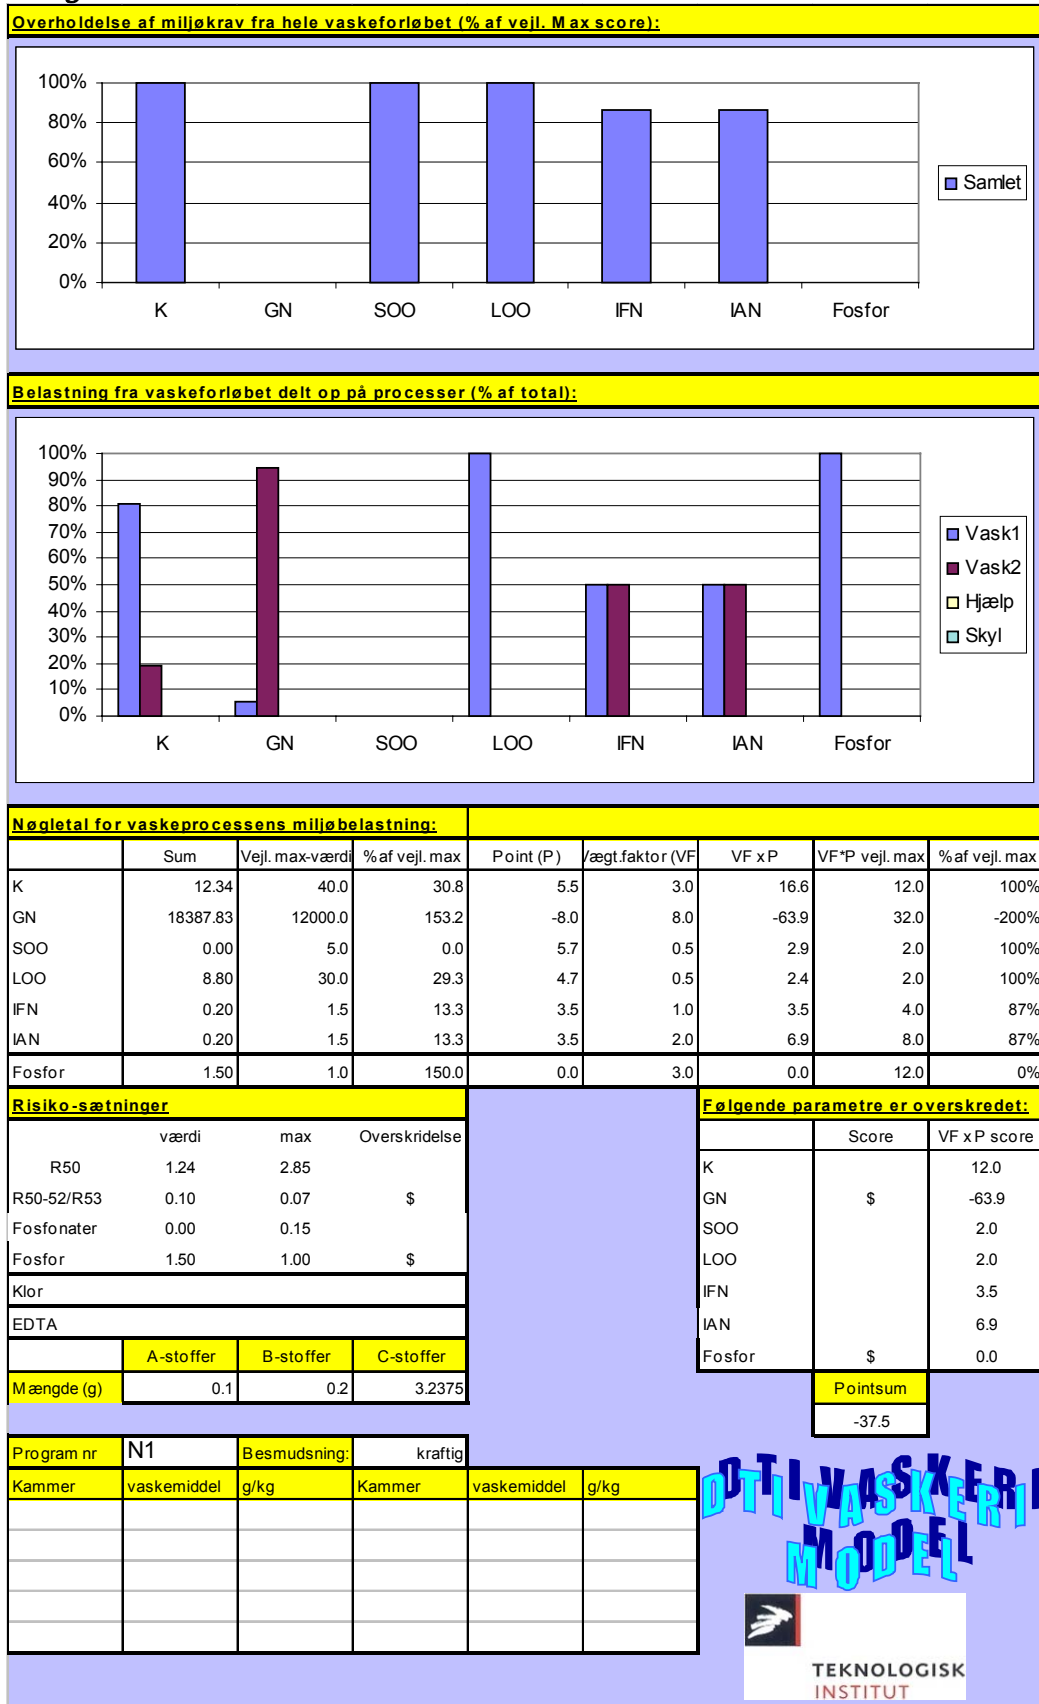 Overholdelse af miljøkrav fra hele vaskeforløbet (% af vejl. Max score):
100%
80%
60%
40%
20%
0%
K GN SOO LOO IFN IAN Fosfor
Samlet
Belastning fra vaskeforløbet delt op på processer (% af total):
100%
90%
80%
70%
60%
50%
40%
30%
20%
10%
0%
K GN SOO LOO IFN IAN Fosfor
Vask1
Vask2
Hjælp
Skyl
Nøgletal for vaskeprocessens miljøbelastning:
Sum Vejl. max-værdi % af vejl. max Point (P) Vægt.faktor (VF VF x P VF*P vejl. max % af vejl. max
K 12.34 40.0 30.8 5.5 3.0 16.6 12.0 100%
GN 18387.83 12000.0 153.2 -8.0 8.0 -63.9 32.0 -200%
SOO 0.00 5.0 0.0 5.7 0.5 2.9 2.0 100%
LOO 8.80 30.0 29.3 4.7 0.5 2.4 2.0 100%
IFN 0.20 1.5 13.3 3.5 1.0 3.5 4.0 87%
IAN 0.20 1.5 13.3 3.5 2.0 6.9 8.0 87%
Fosfor 1.50 1.0 150.0 0.0 3.0 0.0 12.0 0%
Risiko-sætninger
værdi max Overskridelse
R50 1.24 2.85
R50-52/R53 0.10 0.07 $
Fosfonater 0.00 0.15
Fosfor 1.50 1.00 $
Klor
EDTA
A-stoffer B-stoffer C-stoffer
Mængde (g) 0.1 0.2 3.2375
Følgende parametre er overskredet:
Score VF x P score
K 12.0
GN $ -63.9
SOO 2.0
LOO 2.0
IFN 3.5
IAN 6.9
Fosfor $ 0.0
Pointsum
-37.5
Program nr N1 Besmudsning: kraftig
Kammer vaskemiddel g/kg Kammer vaskemiddel g/kg
DTI VASKERI
MODEL
TEKNOLOGISK
INSTITUT